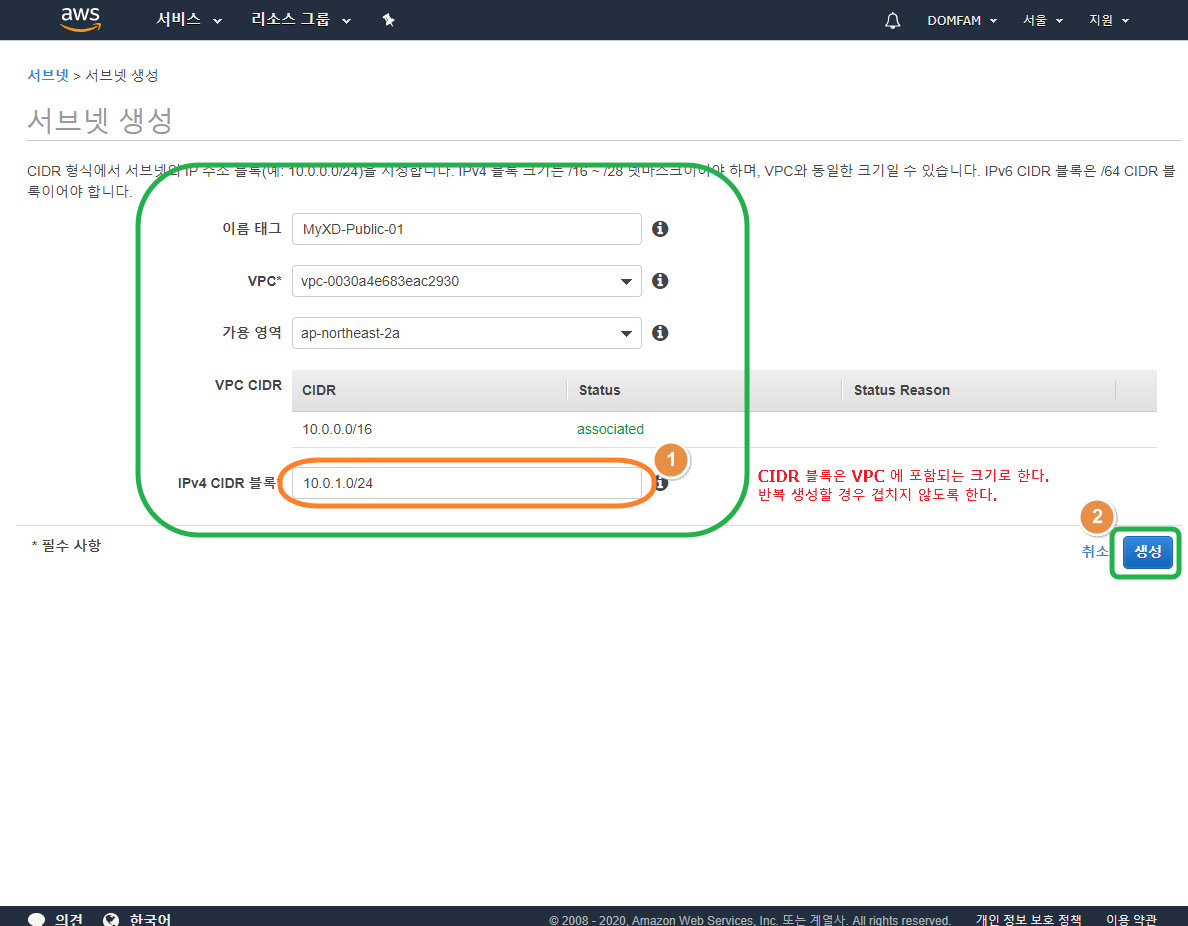 aws 서비스 리소스 그룹 DOMFAM 서울 지원
서브넷 > 서브넷 생성
서브넷 생성
CIDR 형식에서 서브넷의 IP 주소 블록(예: 10.0.0.0/24)을 지정합니다. IPv4 블록 크기는 /16 ~ /28 넷마스크이어야 하며, VPC와 동일한 크기일 수 있습니다. IPv6 CIDR 블록은 /64 CIDR 블
록이어야 합니다.
이름 태그 MyXD-Public-01
VPC* vpc-0030a4e683eac2930
가용 영역 ap-northeast-2a
VPC CIDR CIDR Status Status Reason
10.0.0.0/16 associated
1
IPv4 CIDR 블록* 10.0.1.0/24
CIDR 블록은 VPC 에 포함되는 크기로 한다.
반복 생성할 경우 겹치지 않도록 한다.
2
* 필수 사항 취소 생성
의견 한국어 © 2008 - 2020, Amazon Web Services, Inc. 또는 계열사. All rights reserved. 개인 정보 보호 정책 이용 약관